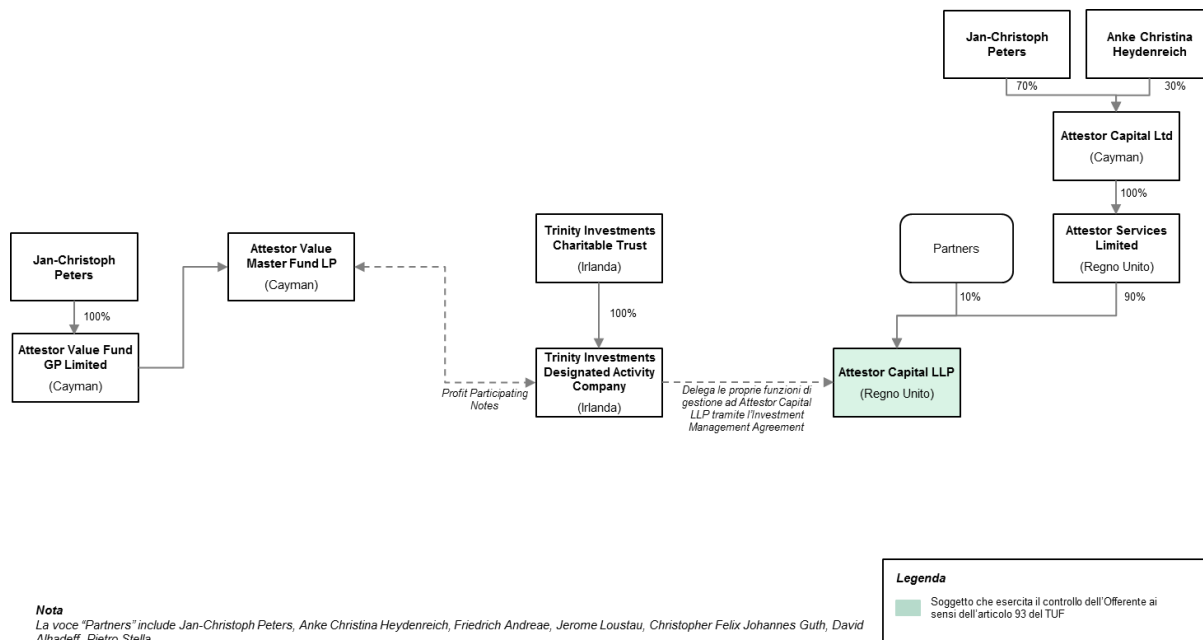 Jan-Christoph
Peters
Anke Christina
Heydenreich
70%
30%
Attestor Capital Ltd
(Cayman)
100%
Attestor Services
Limited
(Regno Unito)
Partners
10%
90%
Trinity Investments
Charitable Trust
(Irlanda)
100%
Attestor Value
Master Fund LP
(Cayman)
Jan-Christoph
Peters
100%
Attestor Value Fund
GP Limited
(Cayman)
Profit Participating
Notes
Trinity Investments
Designated Activity
Company
(Irlanda)
Delega le proprie funzioni di
gestione ad Attestor Capital
LLP tramite l'Investment
Management Agreement
Attestor Capital LLP
(Regno Unito)
Nota
La voce "Partners" include Jan-Christoph Peters, Anke Christina Heydenreich, Friedrich Andreae, Jerome Loustau, Christopher Felix Johannes Guth, David
Alhadeff, Pietro Stella
Legenda
Soggetto che esercita il controllo dell'Offerente ai
sensi dell'articolo 93 del TUF